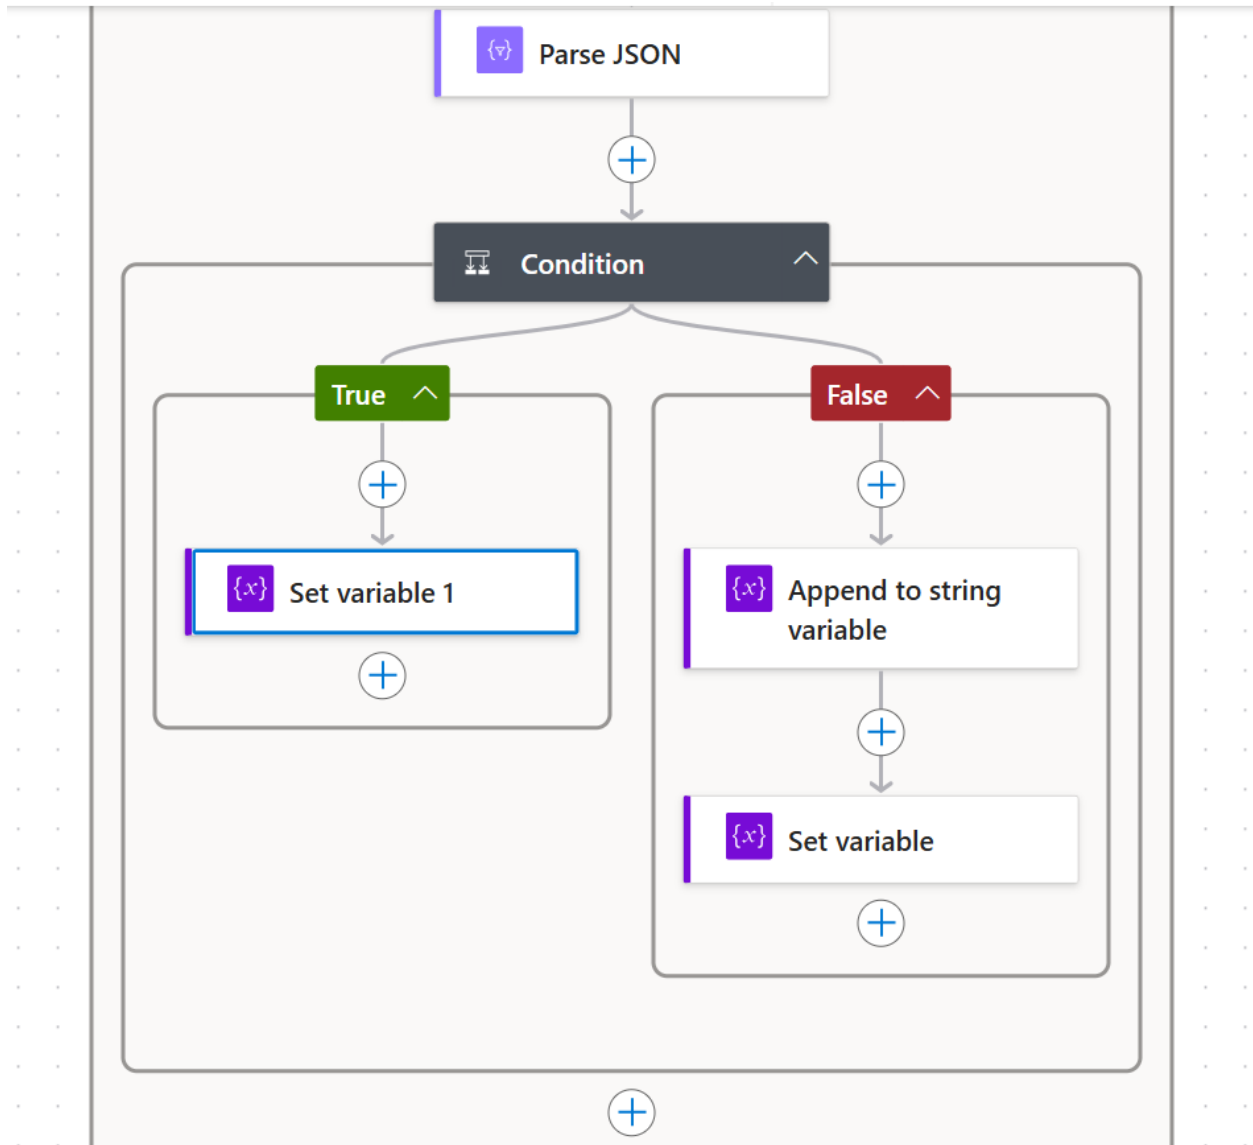 {▽} Parse JSON
Condition
True
False
{x} Set variable 1
{x} Append to string
variable
{x} Set variable